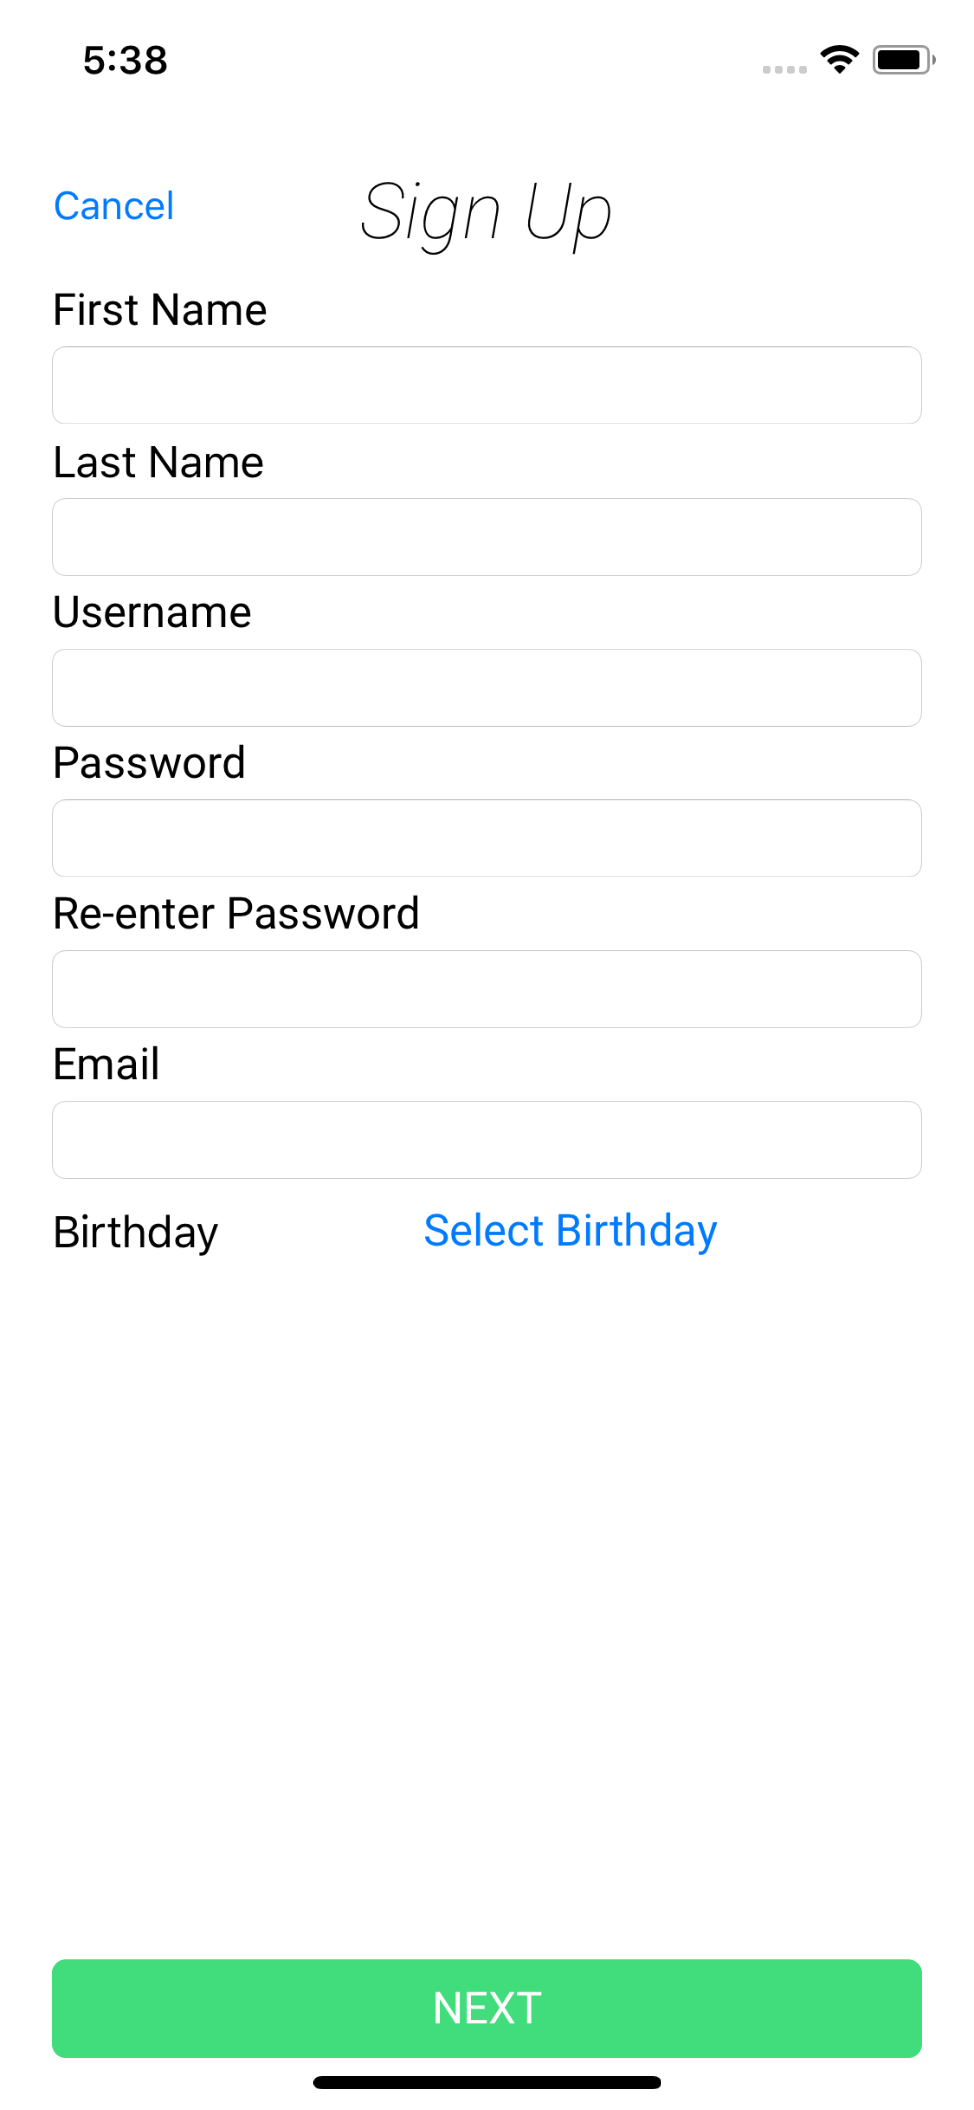 5:38
Cancel
Sign Up
First Name
Last Name
Username
Password
Re-enter Password
Email
Birthday
Select Birthday
NEXT